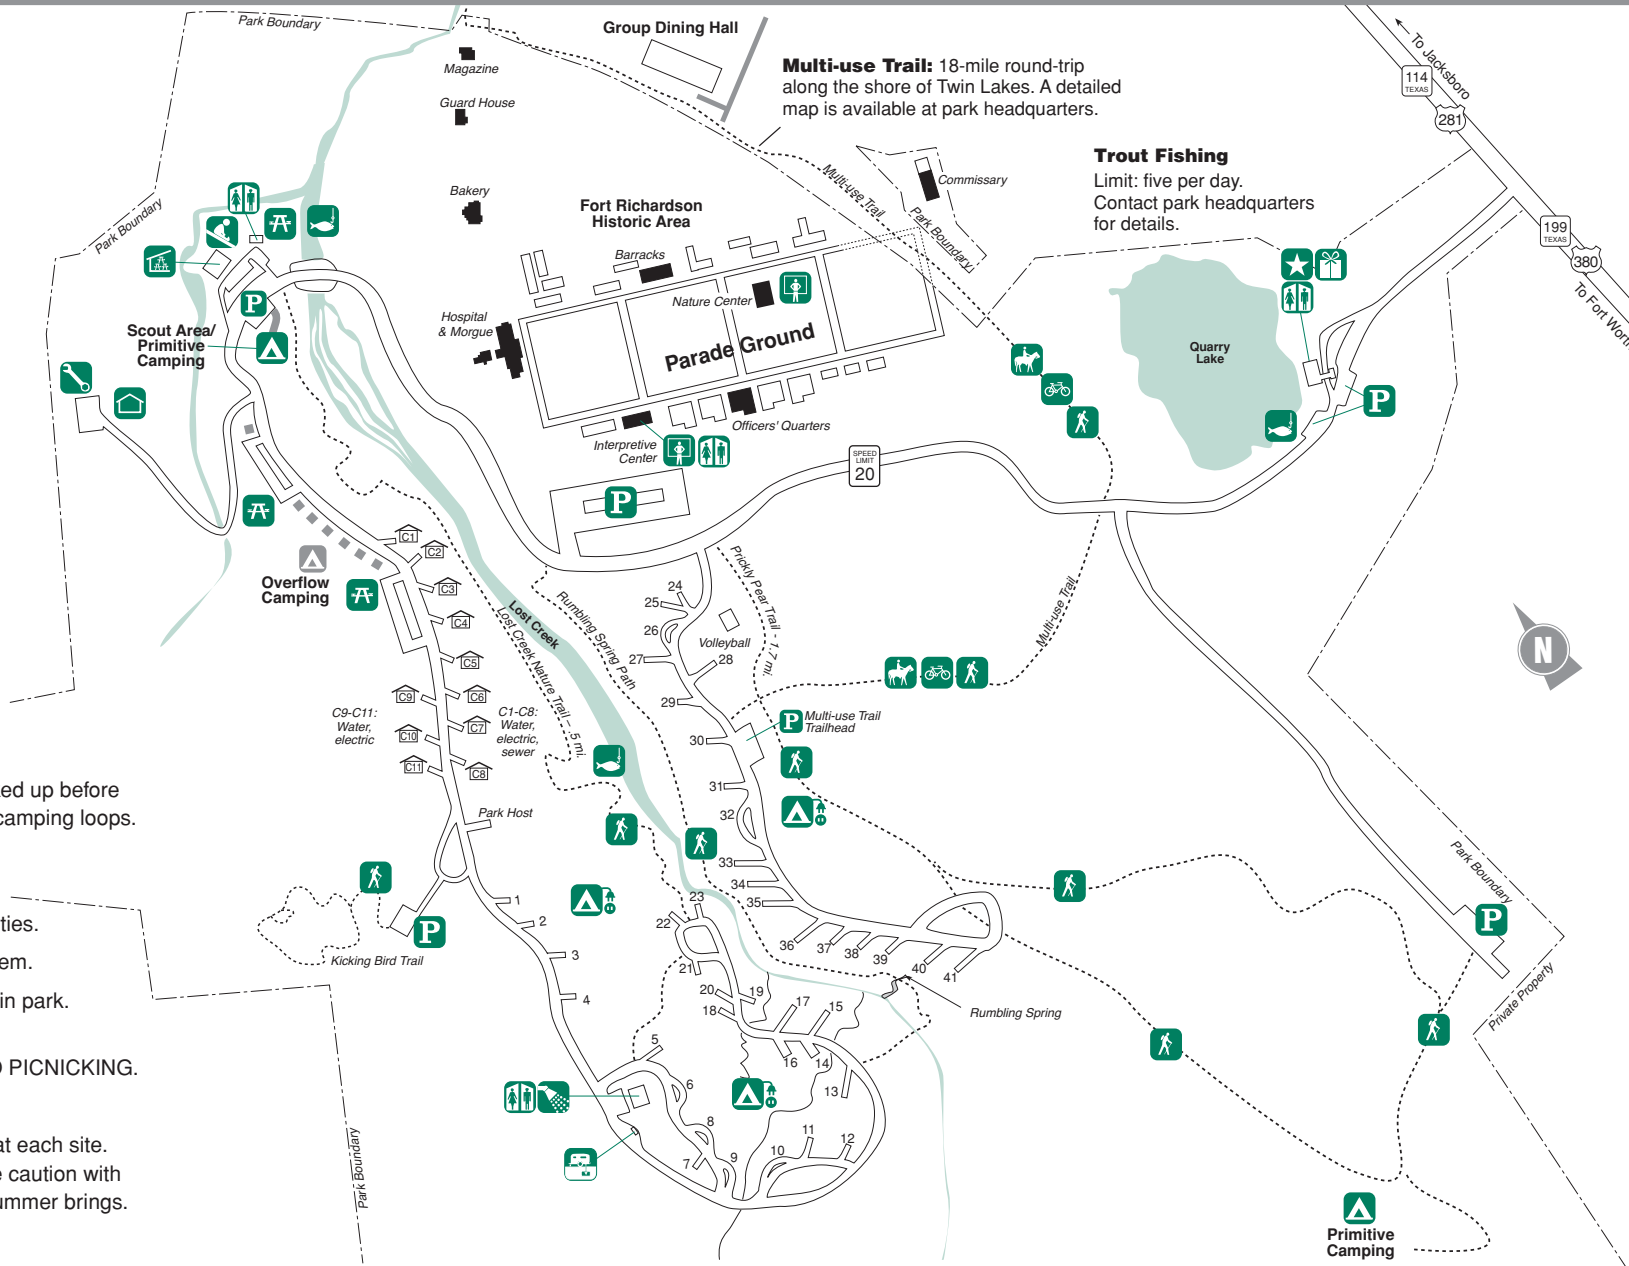 Park Boundary
Group Dining Hall
Magazine
Guard House
Multi-use Trail: 18-mile round-trip
along the shore of Twin Lakes. A detailed
map is available at park headquarters.
To Jacksboro
114
TEXAS
281
Trout Fishing
Limit: five per day.
Contact park headquarters
for details.
199
TEXAS
380
To Fort Worth
Park Boundary
Bakery
Fort Richardson
Historic Area
Multi-use Trail
Commissary
Park Boundary
Barracks
Nature Center
Hospital
& Morgue
Parade Ground
Quarry
Lake
P
Scout Area/
Primitive
Camping
P
Officers' Quarters
Interpretive
Center
P
SPEED
LIMIT
20
Overflow
Camping
C1
C2
C3
C4
C5
C6
C7
C8
C9
C10
C11
C9-C11:
Water,
electric
C1-C8:
Water,
electric,
sewer
Lost Creek
Lost Creek Nature Trail - .5 mi.
Rumbling Spring Path
Prickly Pear Trail - 1.7 mi.
Multi-use Trail
N
24
25
26
Volleyball
27
28
29
30
P
Multi-use Trail
Trailhead
31
32
33
34
35
36
37
38
39
40
41
ed up before
camping loops.
Park Host
Kicking Bird Trail
P
ties.
em.
in park.
O PICNICKING.
at each site.
e caution with
ummer brings.
1
2
3
4
5
6
7
8
9
10
11
12
13
14
15
16
17
18
19
20
21
22
23
Rumbling Spring
Park Boundary
P
Private Property
Park Boundary
Primitive
Camping